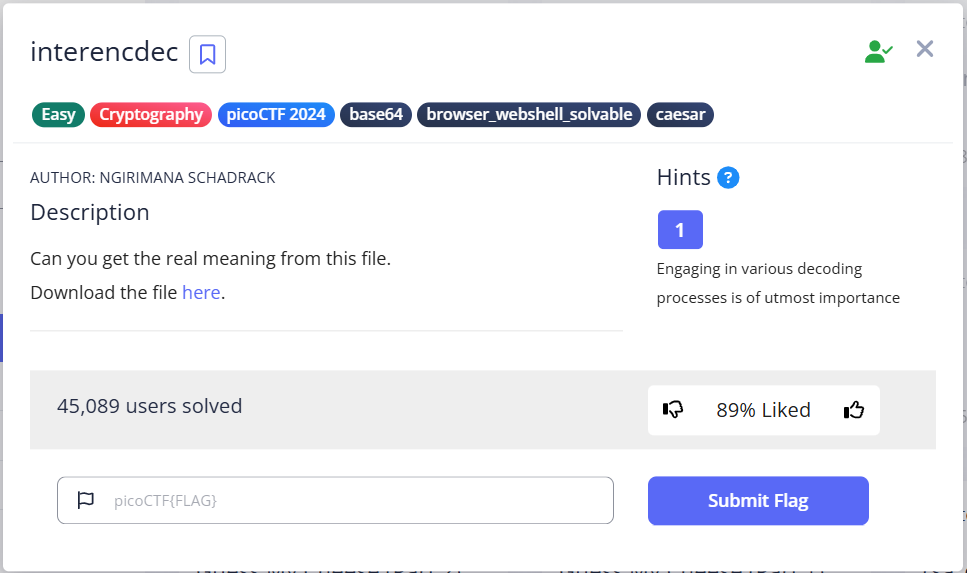 interencdec
Easy Cryptography picoCTF 2024 base64 browser_webshell_solvable caesar
AUTHOR: NGIRIMANA SCHADRACK
Description
Can you get the real meaning from this file.
Download the file here.
Hints ?
1
Engaging in various decoding
processes is of utmost importance
45,089 users solved
89% Liked
picoCTF{FLAG}
Submit Flag